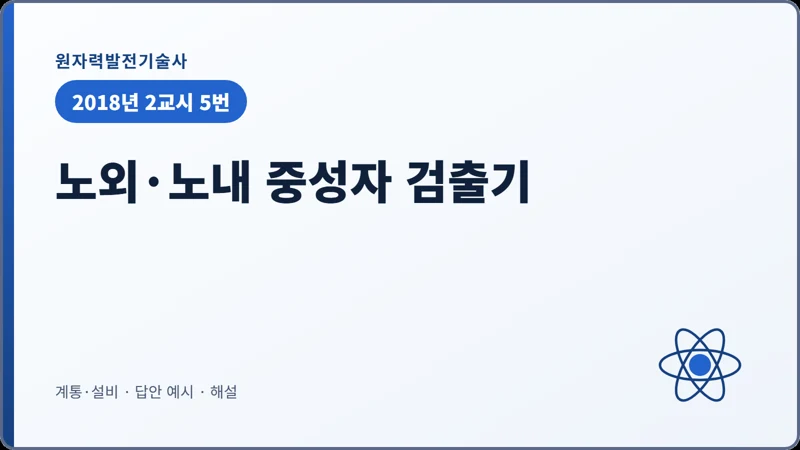 원자력발전기술사
2018년 2교시 5번
노외·노내 중성자 검출기
계통·설비 · 답안 예시 · 해설